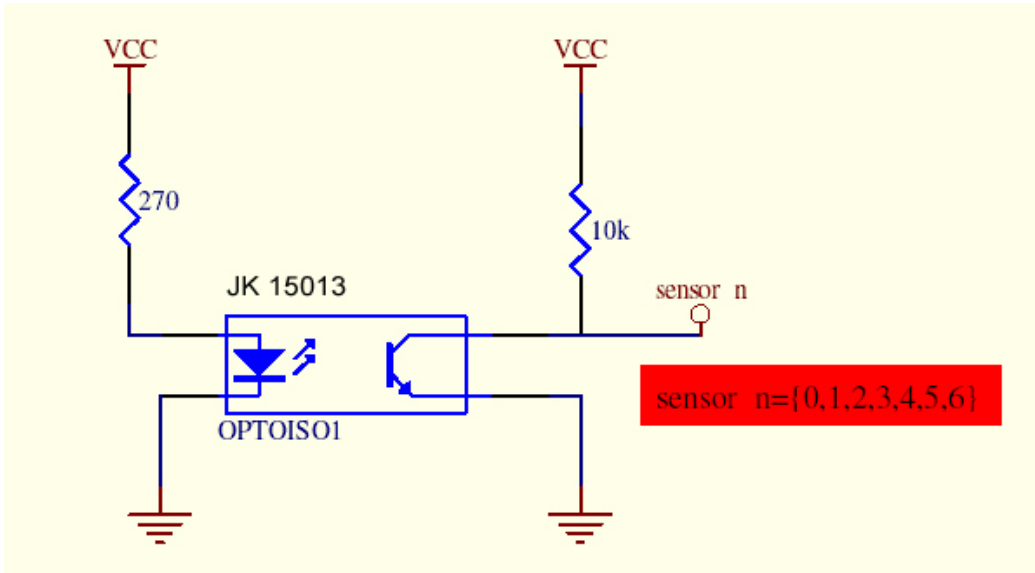 VCC
VCC
270
10k
JK 15013
sensor n
sensor n={0,1,2,3,4,5,6}
OPTOISO1